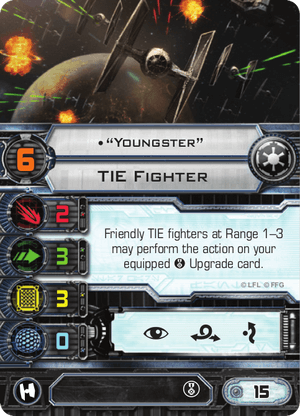 • "Youngster"
6
TIE Fighter
2
3
Friendly TIE fighters at Range 1–3
may perform the action on your
equipped Upgrade card.
© LFL © FFG
3
0
15